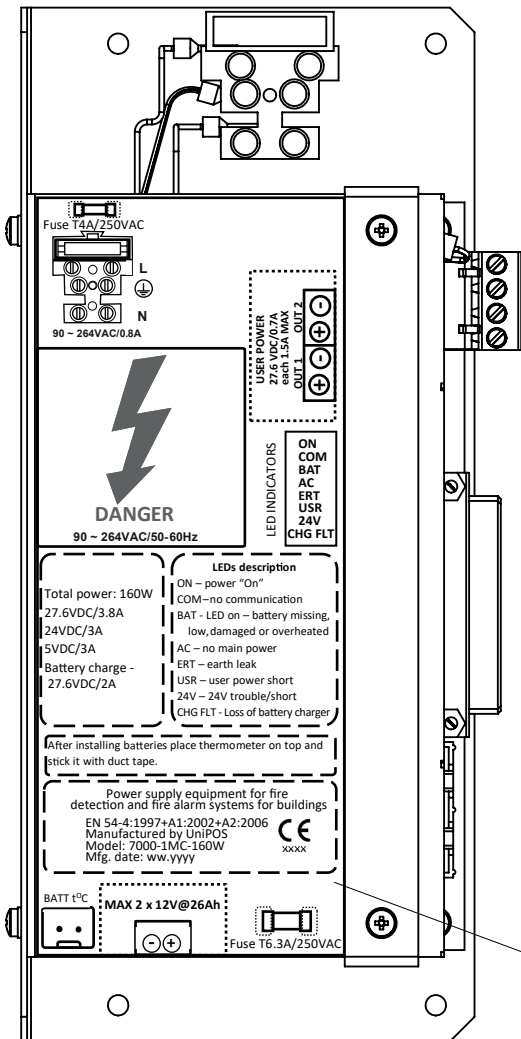 Fuse T4A/250VAC
L
N
90 ~ 264VAC/0.8A
USER POWER
27.6 VDC/0.7A
each 1.5A MAX
OUT 1 OUT 2
DANGER
90 ~ 264VAC/50-60Hz
LED INDICATORS
ON
COM
BAT
AC
ERT
USR
24V
CHG FLT
Total power: 160W
27.6VDC/3.8A
24VDC/3A
5VDC/3A
Battery charge -
27.6VDC/2A
LEDs description
ON – power “On”
COM–no communication
BAT - LED on – battery missing,
low,damaged or overheated
AC – no main power
ERT – earth leak
USR – user power short
24V – 24V trouble/short
CHG FLT - Loss of battery charger
After installing batteries place thermometer on top and
stick it with duct tape.
Power supply equipment for fire
detection and fire alarm systems for buildings
EN 54-4:1997+A1:2002+A2:2006
Manufactured by UniPOS
Model: 7000-1MC-160W
Mfg. date: ww.yyyy
CE
xxxx
BATT tºC
MAX 2 x 12V@26Ah
Fuse T6.3A/250VAC